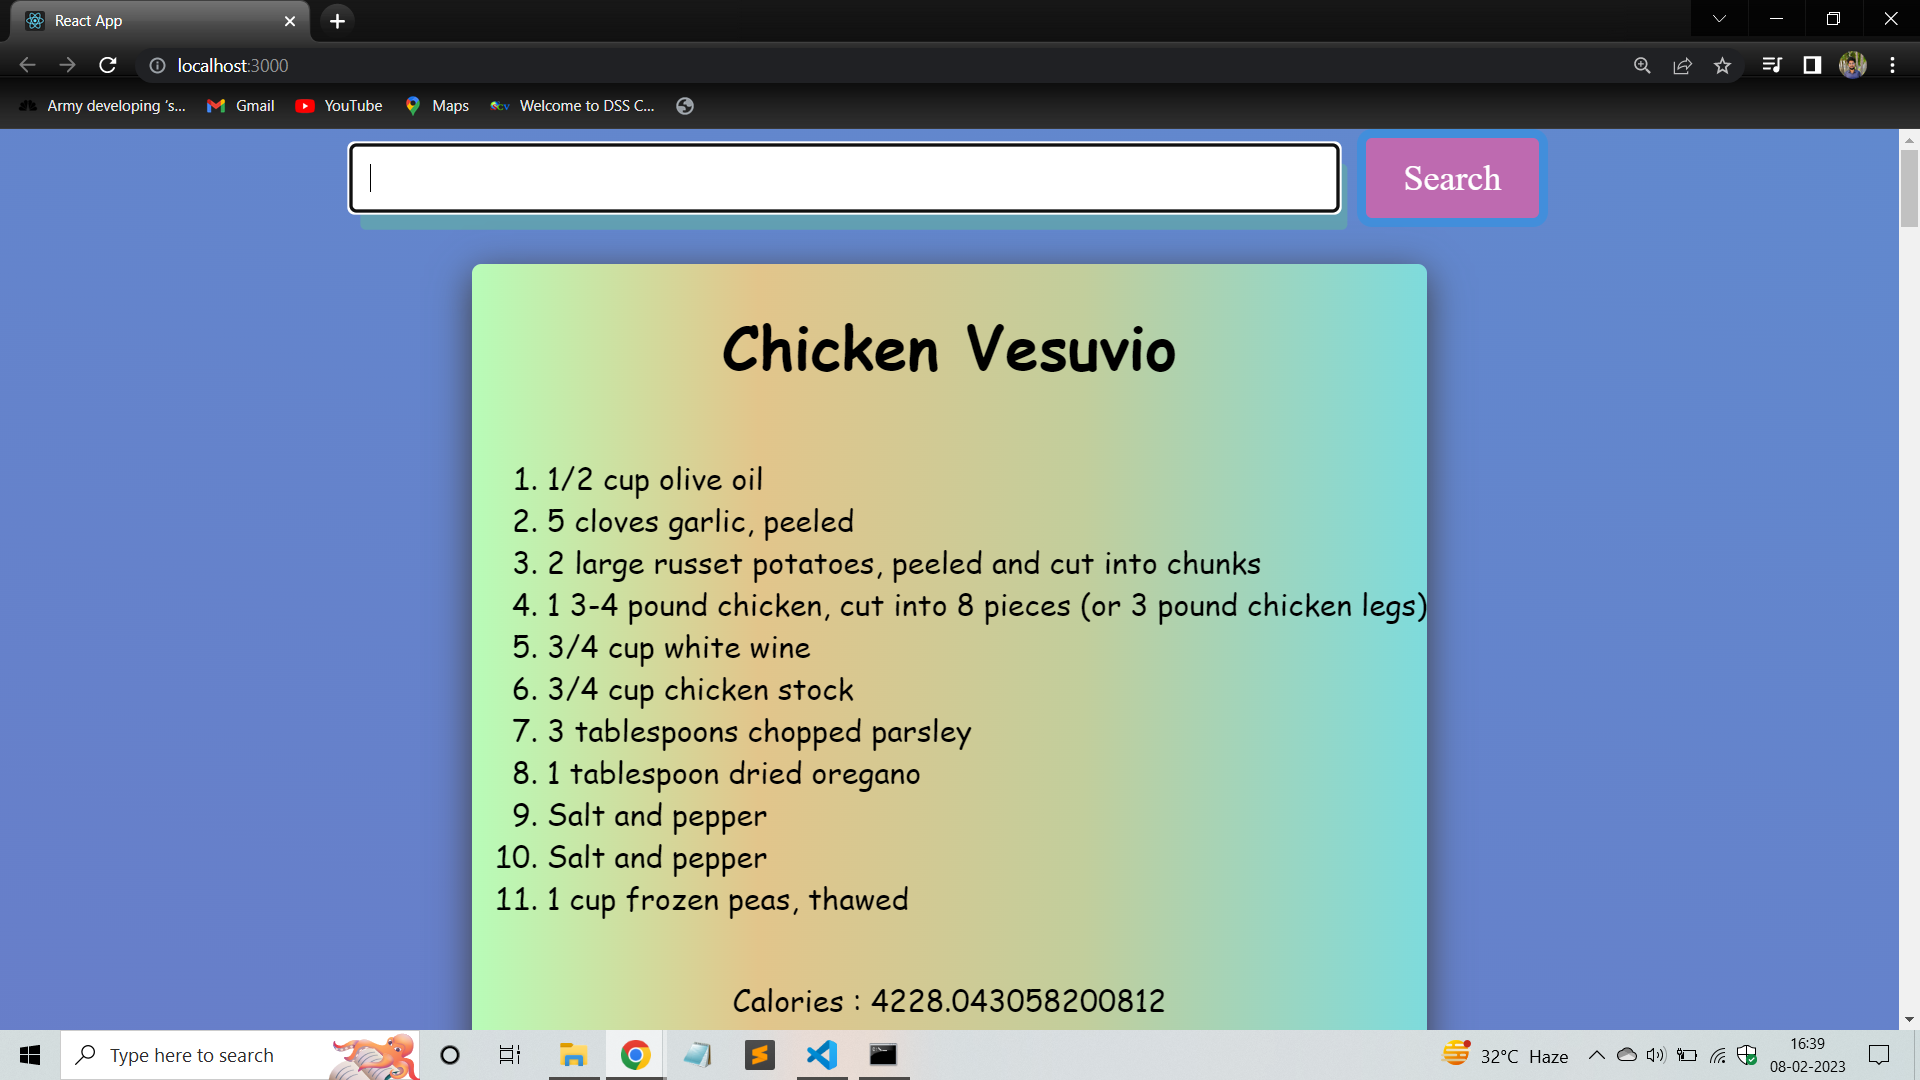 React App
localhost:3000
Army developing 's...
Gmail
YouTube
Maps
Welcome to DSS C...
Search
Chicken Vesuvio
1. 1/2 cup olive oil
2. 5 cloves garlic, peeled
3. 2 large russet potatoes, peeled and cut into chunks
4. 1 3-4 pound chicken, cut into 8 pieces (or 3 pound chicken legs)
5. 3/4 cup white wine
6. 3/4 cup chicken stock
7. 3 tablespoons chopped parsley
8. 1 tablespoon dried oregano
9. Salt and pepper
10. Salt and pepper
11. 1 cup frozen peas, thawed
Calories : 4228.043058200812
Type here to search
32°C Haze
16:39
08-02-2023